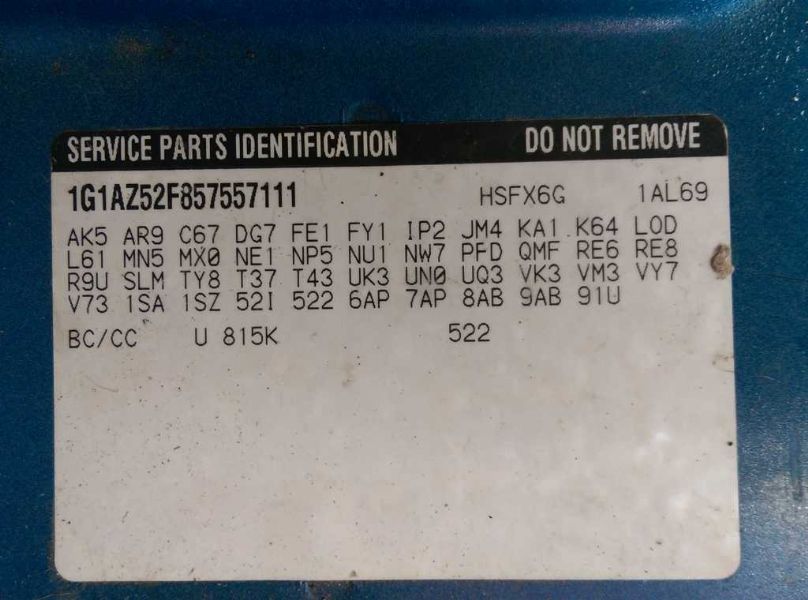 SERVICE PARTS IDENTIFICATION DO NOT REMOVE
1G1AZ52F857557111 HSFX6G 1AL69
AK5 AR9 C67 DG7 FE1 FY1 IP2 JM4 KA1 K64 LOD
L61 MN5 MX0 NE1 NP5 NU1 NW7 PFD QMF RE6 RE8
R9U SLM TY8 T37 T43 UK3 UN0 UQ3 VK3 VM3 VY7
V73 1SA 1SZ 52I 522 6AP 7AP 8AB 9AB 91U
BC/CC U 815K 522